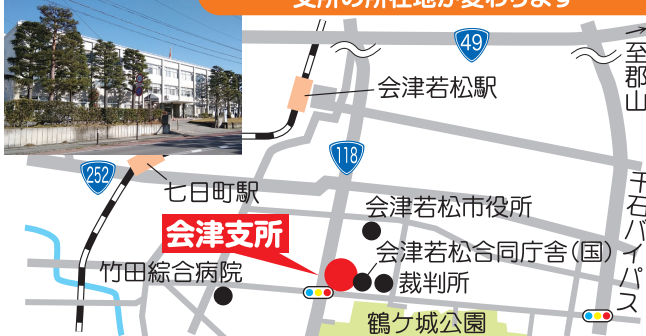 支所の所在地が変わります
49
至郡山
会津若松駅
118
252
七日町駅
千石バイパス
会津若松市役所
会津支所
会津若松合同庁舎(国)
竹田綜合病院
裁判所
鶴ケ城公園